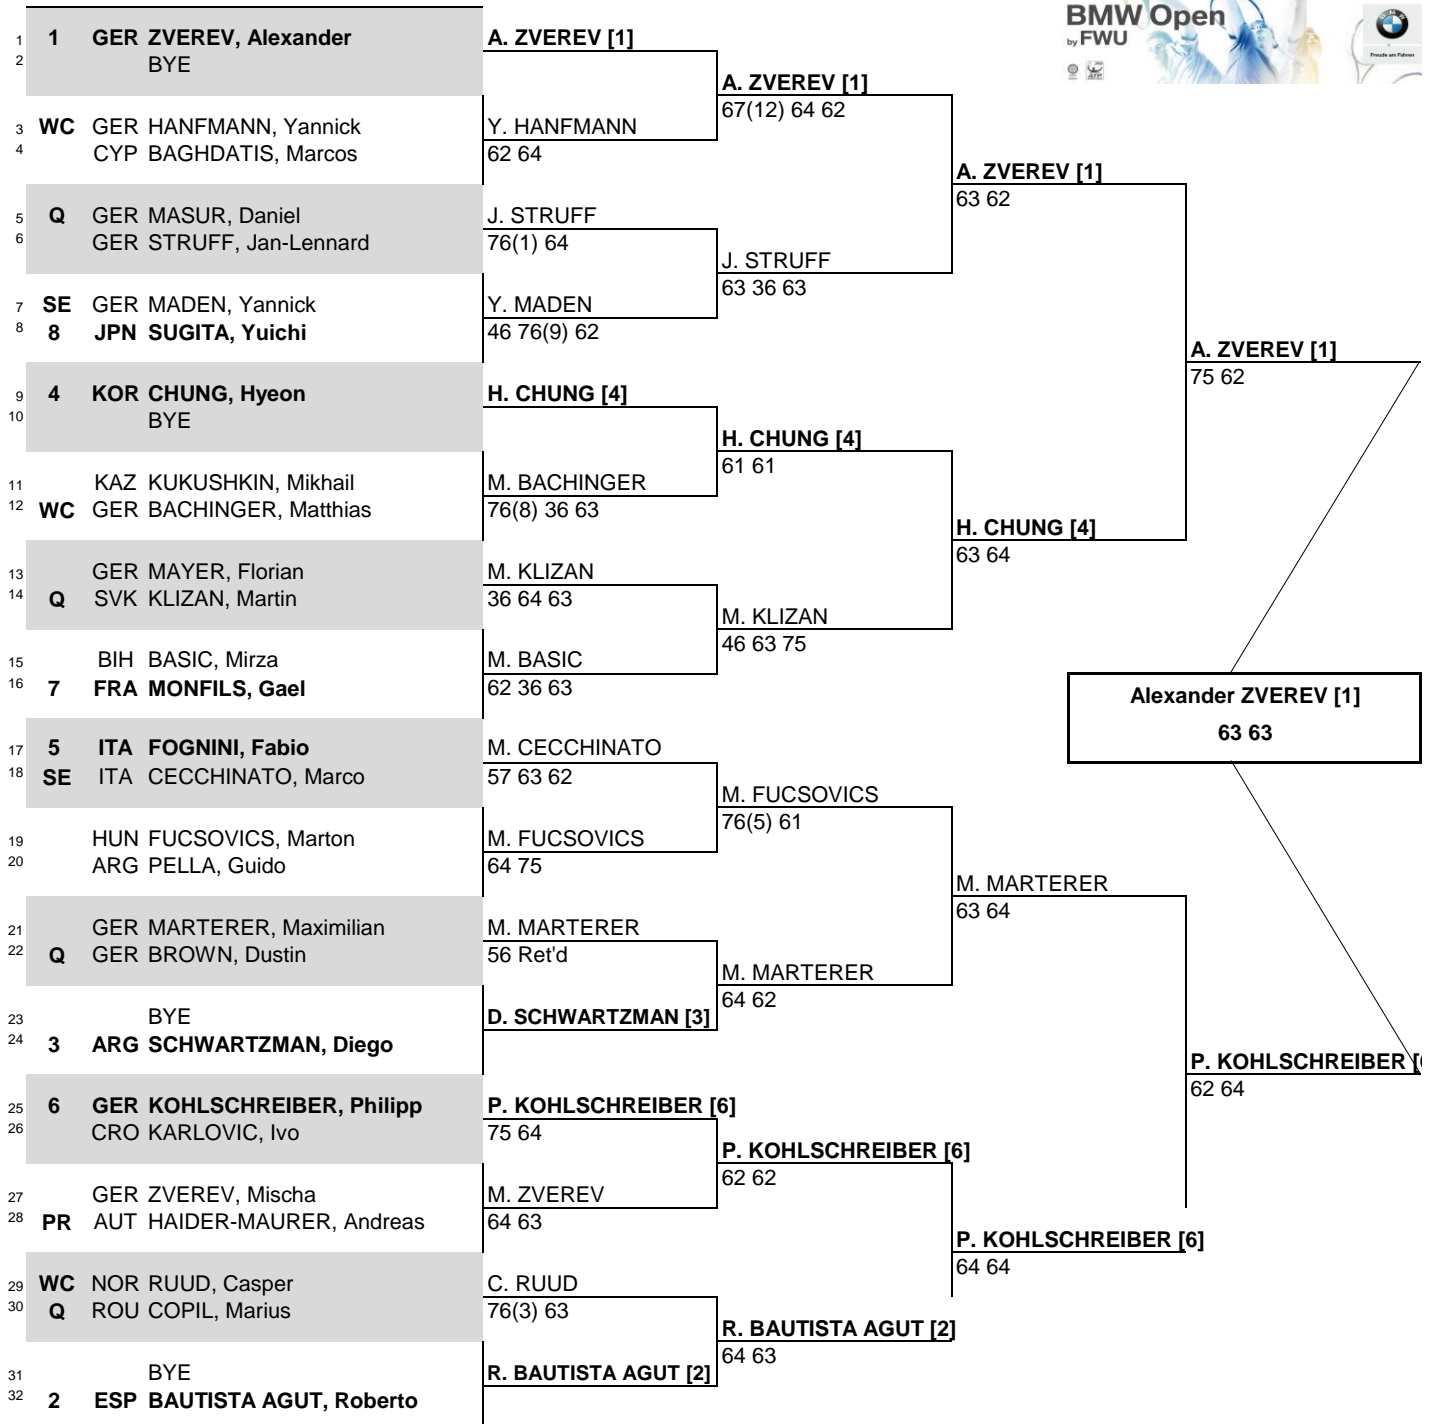 BMW Open
by FWU
Freude am Fahren
1 1 GER ZVEREV, Alexander
2 BYE
3 WC GER HANFMANN, Yannick
4 CYP BAGHDATIS, Marcos
5 Q GER MASUR, Daniel
6 GER STRUFF, Jan-Lennard
7 SE GER MADEN, Yannick
8 8 JPN SUGITA, Yuichi
9 4 KOR CHUNG, Hyeon
10 BYE
11 KAZ KUKUSHKIN, Mikhail
12 WC GER BACHINGER, Matthias
13 GER MAYER, Florian
14 Q SVK KLIZAN, Martin
15 BIH BASIC, Mirza
16 7 FRA MONFILS, Gael
17 5 ITA FOGNINI, Fabio
18 SE ITA CECCHINATO, Marco
19 HUN FUCSOVICS, Marton
20 ARG PELLA, Guido
21 GER MARTERER, Maximilian
22 Q GER BROWN, Dustin
23 BYE
24 3 ARG SCHWARTZMAN, Diego
25 6 GER KOHLSCHREIBER, Philipp
26 CRO KARLOVIC, Ivo
27 GER ZVEREV, Mischa
28 PR AUT HAIDER-MAURER, Andreas
29 WC NOR RUUD, Casper
30 Q ROU COPIL, Marius
31 BYE
32 2 ESP BAUTISTA AGUT, Roberto
A. ZVEREV [1]
Y. HANFMANN
62 64
J. STRUFF
76(1) 64
Y. MADEN
46 76(9) 62
H. CHUNG [4]
M. BACHINGER
76(8) 36 63
M. KLIZAN
36 64 63
M. BASIC
62 36 63
M. CECCHINATO
57 63 62
M. FUCSOVICS
64 75
M. MARTERER
56 Ret'd
D. SCHWARTZMAN [3]
P. KOHLSCHREIBER [6]
75 64
M. ZVEREV
64 63
C. RUUD
76(3) 63
R. BAUTISTA AGUT [2]
A. ZVEREV [1]
67(12) 64 62
J. STRUFF
63 36 63
H. CHUNG [4]
61 61
M. KLIZAN
46 63 75
M. FUCSOVICS
76(5) 61
M. MARTERER
64 62
P. KOHLSCHREIBER [6]
62 62
R. BAUTISTA AGUT [2]
64 63
A. ZVEREV [1]
63 62
H. CHUNG [4]
63 64
M. MARTERER
63 64
P. KOHLSCHREIBER [6]
64 64
A. ZVEREV [1]
75 62
P. KOHLSCHREIBER [
62 64
Alexander ZVEREV [1]
63 63